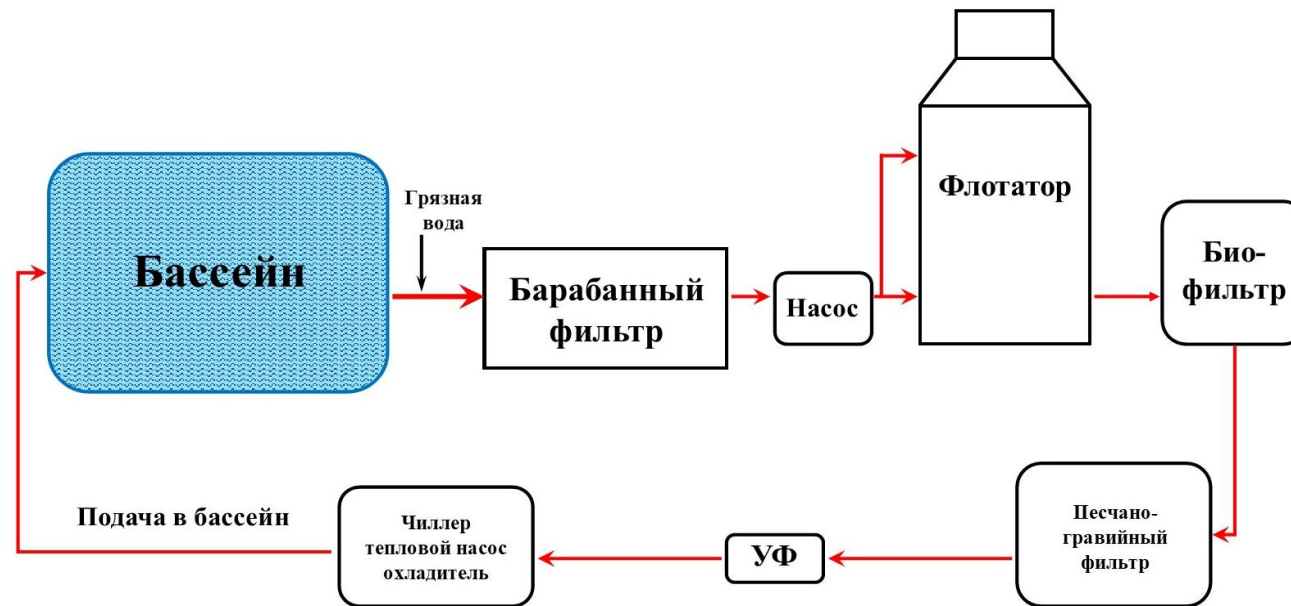 Грязная
вода
Бассейн
Барабанный
фильтр
Насос
Флотатор
Био-
фильтр
Песчано-
гравийный
фильтр
УФ
Чиллер
тепловой насос
охладитель
Подача в бассейн